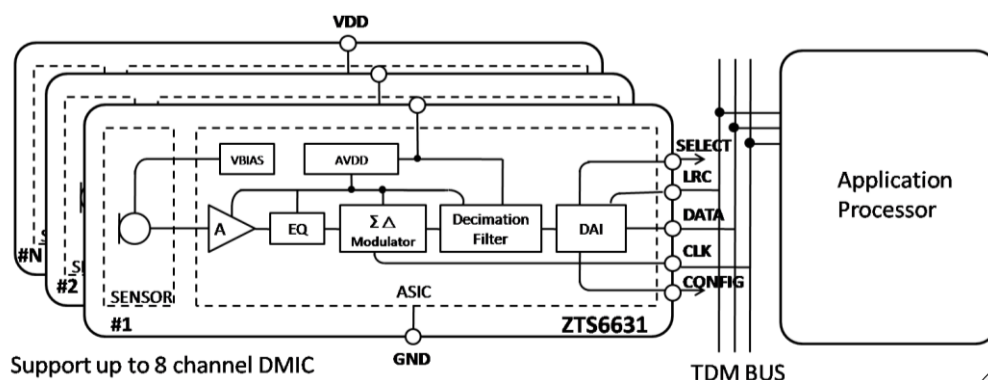 VDD
#N
#2
#1
SENSOR
VBIAS
AVDD
A
EQ
Σ Δ
Modulator
Decimation
Filter
DAI
ASIC
ZTS6631
GND
SELECT
LRC
DATA
CLK
CONFIG
Application
Processor
Support up to 8 channel DMIC
TDM BUS